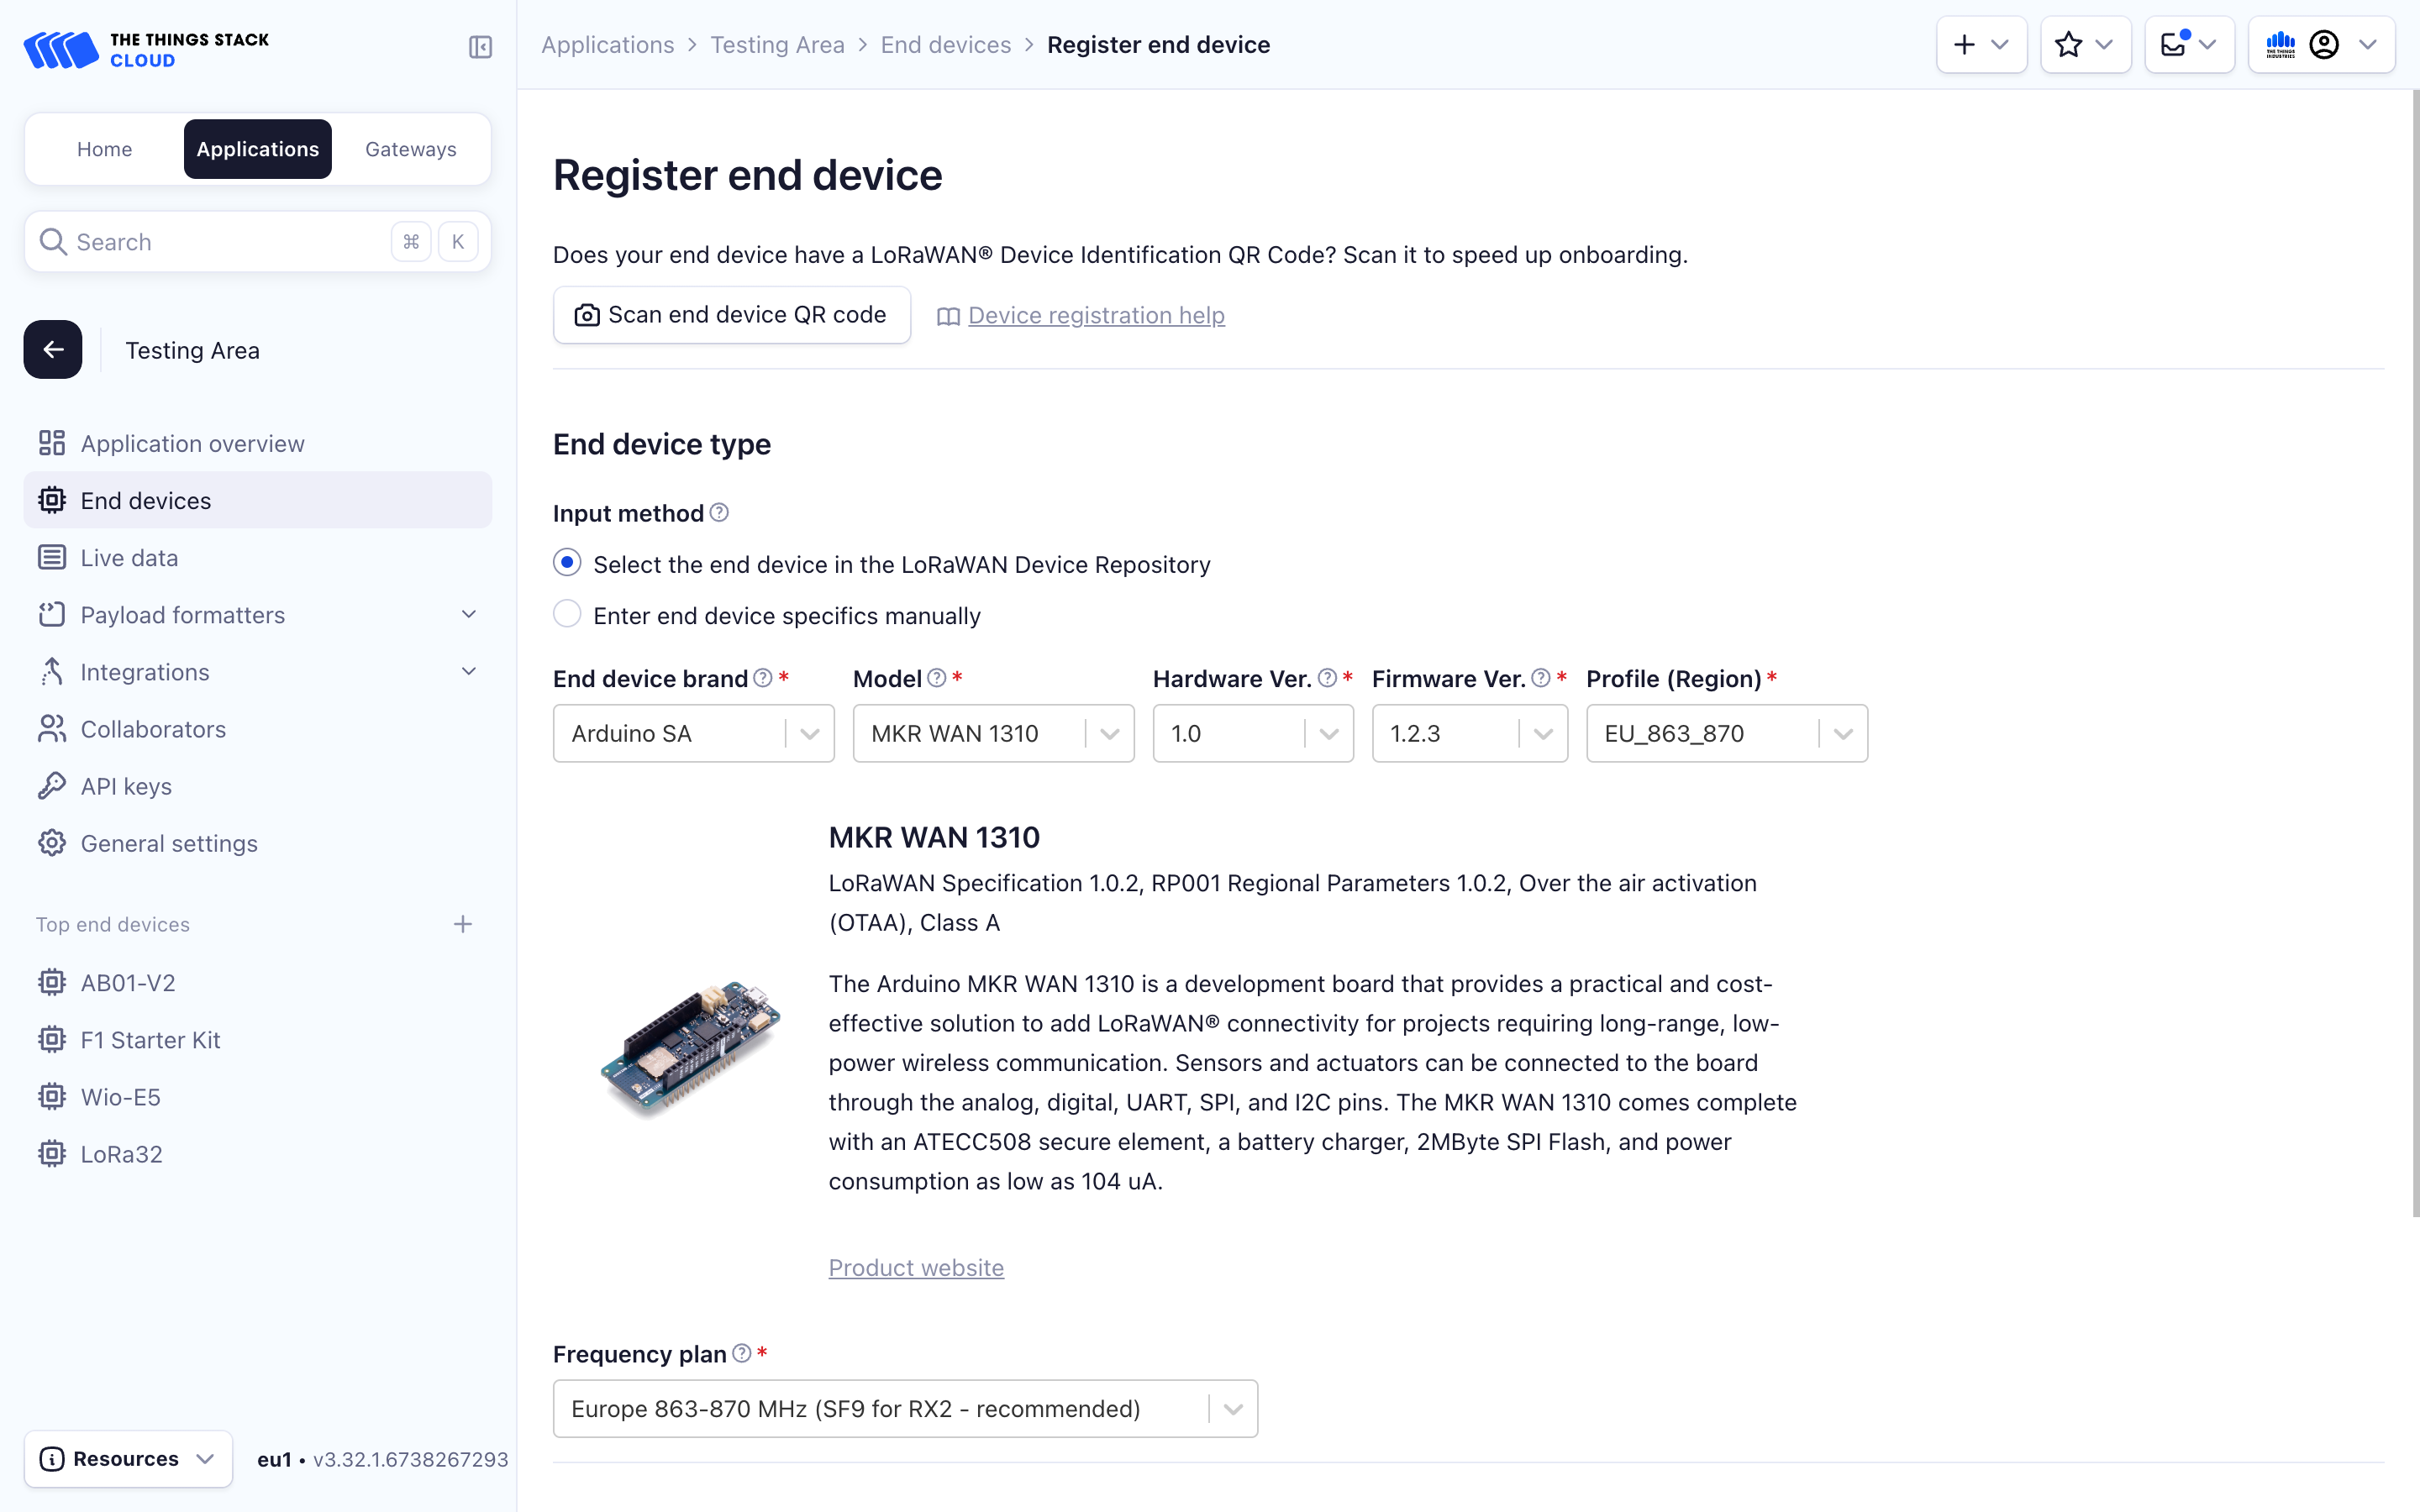 THE THINGS STACK
CLOUD
Applications > Testing Area > End devices > Register end device
THE THINGS
INDUSTRIES
Home
Applications
Gateways
Search
⌘ K
Testing Area
Application overview
End devices
Live data
Payload formatters
Integrations
Collaborators
API keys
General settings
Top end devices
AB01-V2
F1 Starter Kit
Wio-E5
LoRa32
Resources
eu1 • v3.32.1.6738267293
Register end device
Does your end device have a LoRaWAN® Device Identification QR Code? Scan it to speed up onboarding.
Scan end device QR code
Device registration help
End device type
Input method
Select the end device in the LoRaWAN Device Repository
Enter end device specifics manually
End device brand * Model * Hardware Ver. * Firmware Ver. * Profile (Region) *
Arduino SA MKR WAN 1310 1.0 1.2.3 EU_863_870
MKR WAN 1310
LoRaWAN Specification 1.0.2, RP001 Regional Parameters 1.0.2, Over the air activation
(OTAA), Class A
The Arduino MKR WAN 1310 is a development board that provides a practical and cost-
effective solution to add LoRaWAN® connectivity for projects requiring long-range, low-
power wireless communication. Sensors and actuators can be connected to the board
through the analog, digital, UART, SPI, and I2C pins. The MKR WAN 1310 comes complete
with an ATECC508 secure element, a battery charger, 2MByte SPI Flash, and power
consumption as low as 104 uA.
Product website
Frequency plan *
Europe 863-870 MHz (SF9 for RX2 - recommended)